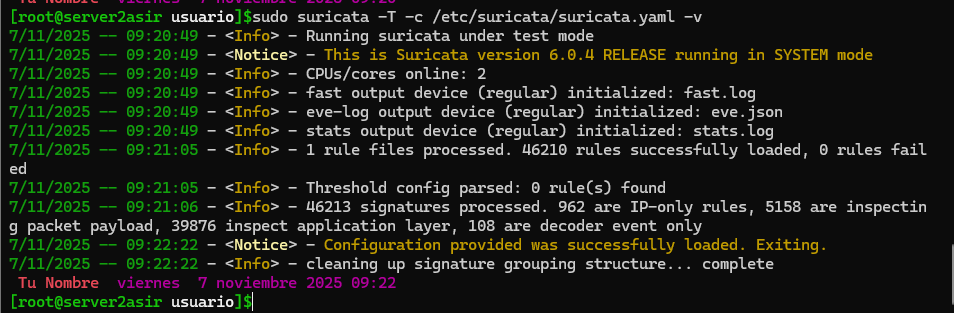 Tu Nombre viernes 7 noviembre 2025 09:20
[root@server2asir usuario]$sudo suricata -T -c /etc/suricata/suricata.yaml -v
7/11/2025 -- 09:20:49 - <Info> - Running suricata under test mode
7/11/2025 -- 09:20:49 - <Notice> - This is Suricata version 6.0.4 RELEASE running in SYSTEM mode
7/11/2025 -- 09:20:49 - <Info> - CPUs/cores online: 2
7/11/2025 -- 09:20:49 - <Info> - fast output device (regular) initialized: fast.log
7/11/2025 -- 09:20:49 - <Info> - eve-log output device (regular) initialized: eve.json
7/11/2025 -- 09:20:49 - <Info> - stats output device (regular) initialized: stats.log
7/11/2025 -- 09:21:05 - <Info> - 1 rule files processed. 46210 rules successfully loaded, 0 rules fail
ed
7/11/2025 -- 09:21:05 - <Info> - Threshold config parsed: 0 rule(s) found
7/11/2025 -- 09:21:06 - <Info> - 46213 signatures processed. 962 are IP-only rules, 5158 are inspectin
g packet payload, 39876 inspect application layer, 108 are decoder event only
7/11/2025 -- 09:22:22 - <Notice> - Configuration provided was successfully loaded. Exiting.
7/11/2025 -- 09:22:22 - <Info> - cleaning up signature grouping structure... complete
Tu Nombre viernes 7 noviembre 2025 09:22
[root@server2asir usuario]$